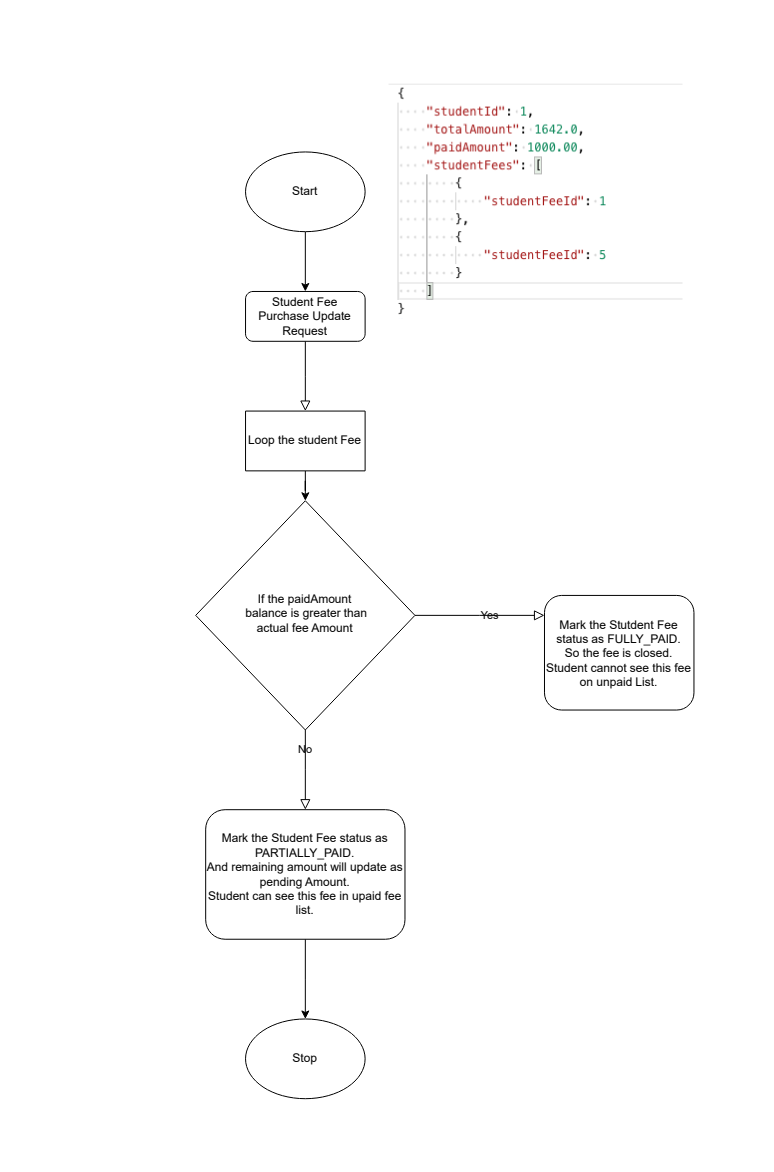 {
"studentId": 1,
"totalAmount": 1642.0,
"paidAmount": 1000.00,
"studentFees": [
{
"studentFeeId": 1
},
{
"studentFeeId": 5
}
]
}
Start
Student Fee
Purchase Update
Request
Loop the student Fee
If the paidAmount
balance is greater than
actual fee Amount
Yes
Mark the Stutdent Fee
status as FULLY_PAID.
So the fee is closed.
Student cannot see this fee
on unpaid List.
No
Mark the Student Fee status as
PARTIALLY_PAID.
And remaining amount will update as
pending Amount.
Student can see this fee in upaid fee
list.
Stop